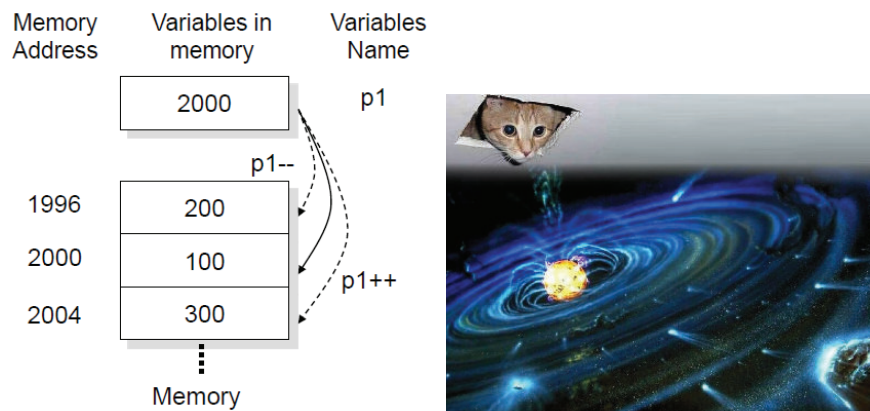 Memory Address
Variables in memory
Variables Name
2000
p1
p1--
1996
200
2000
100
p1++
2004
300
Memory